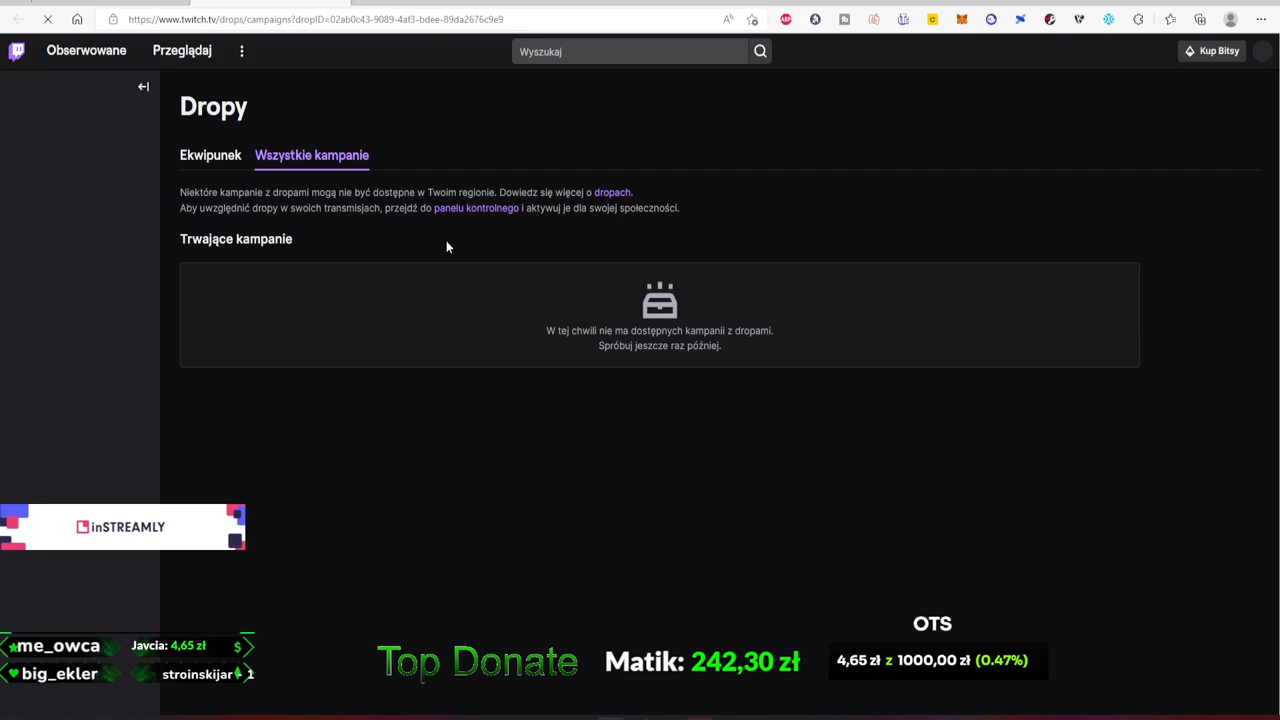 https://www.twitch.tv/drops/campaigns?dropID=02ab0c43-9089-4af3-bdee-89da2676c9e9
Obserwowane
Przeglądaj
Wyszukaj
Kup Bitsy
Dropy
Ekwipunek
Wszystkie kampanie
Niektóre kampanie z dropami mogą nie być dostępne w Twoim regionie. Dowiedz się więcej o dropach.
Aby uwzględnić dropy w swoich transmisjach, przejdź do panelu kontrolnego i aktywuj je dla swojej społeczności.
Trwające kampanie
W tej chwili nie ma dostępnych kampanii z dropami.
Spróbuj jeszcze raz później.
inSTREAMLY
me_owca
Javcia: 4,65 zł
$
big_ekler
stroinskijar - 1
Top Donate
Matik: 242,30 zł
OTS
4,65 zł z 1000,00 zł (0.47%)